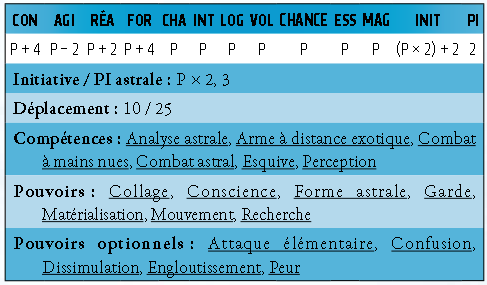 CON AGI RÉA FOR CHA INT LOG VOL CHANCE ESS MAG INIT PI
P + 4 P – 2 P + 2 P + 4 P P P P P P P (P × 2) + 2 2
Initiative / PI astrale : P × 2, 3
Déplacement : 10 / 25
Compétences : Analyse astrale, Arme à distance exotique, Combat
à mains nues, Combat astral, Esquive, Perception
Pouvoirs : Collage, Conscience, Forme astrale, Garde,
Matérialisation, Mouvement, Recherche
Pouvoirs optionnels : Attaque élémentaire, Confusion,
Dissimulation, Engloutissement, Peur